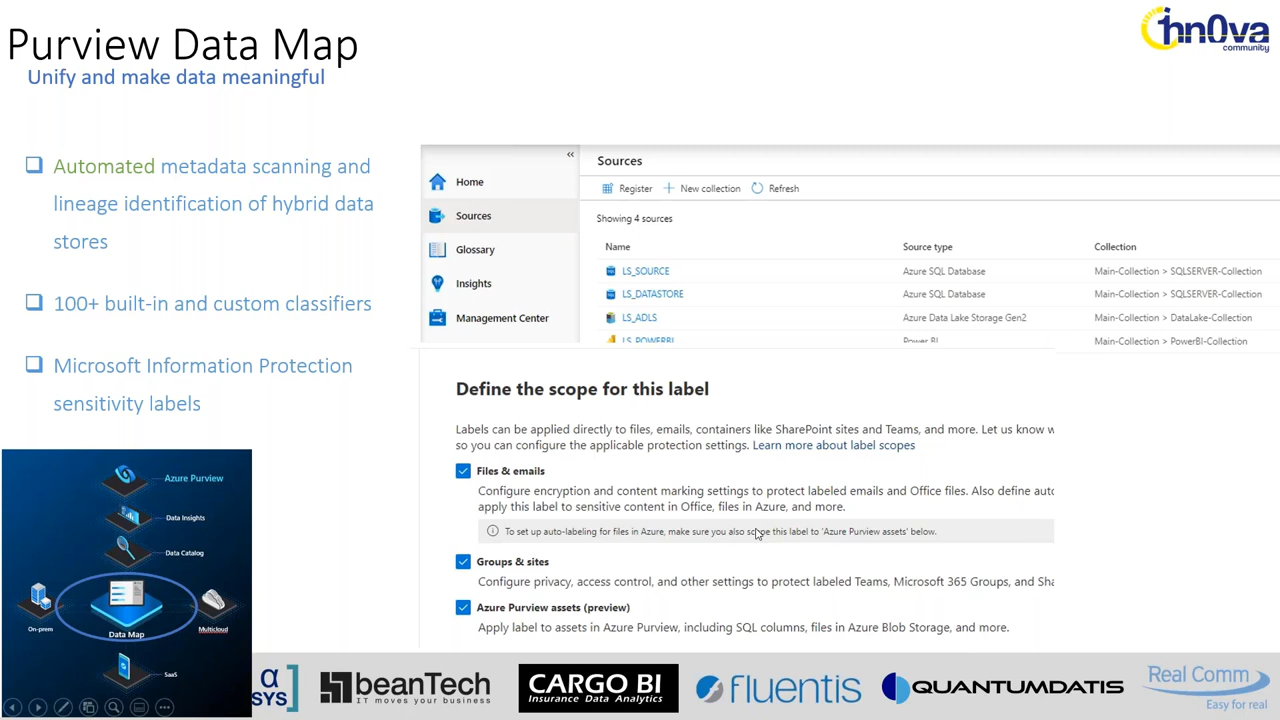 Purview Data Map
Unify and make data meaningful
1nn0va
community
Automated metadata scanning and
lineage identification of hybrid data
stores
100+ built-in and custom classifiers
Microsoft Information Protection
sensitivity labels
«
Home
Sources
Glossary
Insights
Management Center
Sources
Register
New collection
Refresh
Showing 4 sources
Name Source type Collection
LS_SOURCE Azure SQL Database Main-Collection > SQLSERVER-Collection
LS_DATASTORE Azure SQL Database Main-Collection > SQLSERVER-Collection
LS_ADLS Azure Data Lake Storage Gen2 Main-Collection > DataLake-Collection
LS_POWERBI Power BI Main-Collection > PowerBI-Collection
Define the scope for this label
Labels can be applied directly to files, emails, containers like SharePoint sites and Teams, and more. Let us know w
so you can configure the applicable protection settings. Learn more about label scopes
Files & emails
Configure encryption and content marking settings to protect labeled emails and Office files. Also define auto
apply this label to sensitive content in Office, files in Azure, and more.
To set up auto-labeling for files in Azure, make sure you also scope this label to 'Azure Purview assets' below.
Groups & sites
Configure privacy, access control, and other settings to protect labeled Teams, Microsoft 365 Groups, and Sha
Azure Purview assets (preview)
Apply label to assets in Azure Purview, including SQL columns, files in Azure Blob Storage, and more.
Azure Purview
Data Insights
Data Catalog
On-prem
Data Map
Multicloud
SaaS
α
SYS
beanTech
IT moves your business
CARGO BI
Insurance Data Analytics
fluentis
QUANTUMDATIS
Real Comm
Easy for real